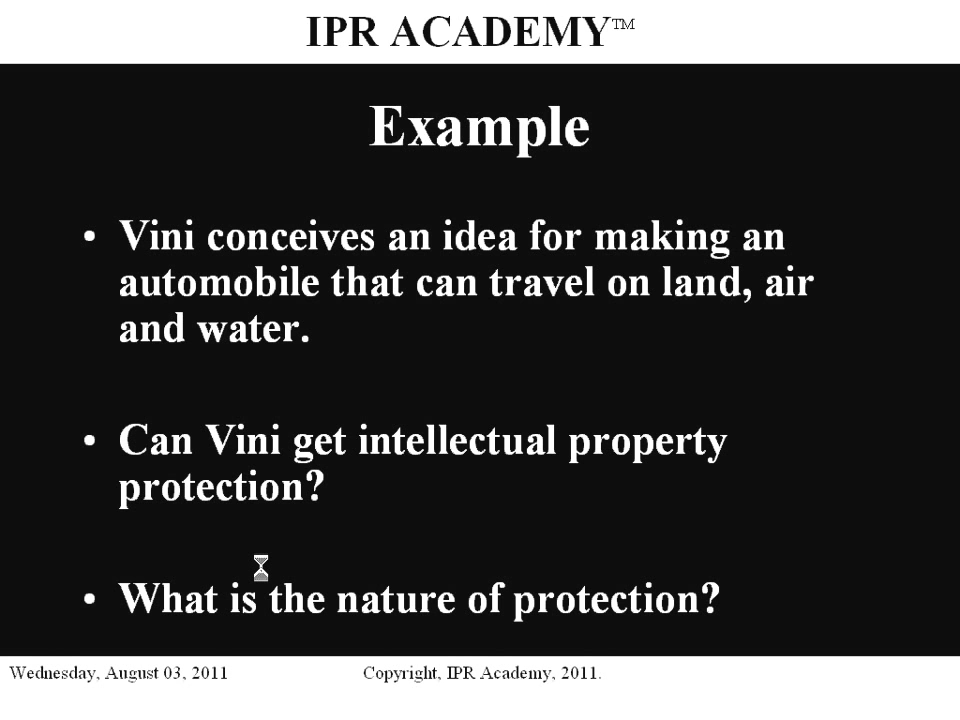 IPR ACADEMY™
Example
• Vini conceives an idea for making an
automobile that can travel on land, air
and water.
• Can Vini get intellectual property
protection?
• What is the nature of protection?
Wednesday, August 03, 2011
Copyright, IPR Academy, 2011.